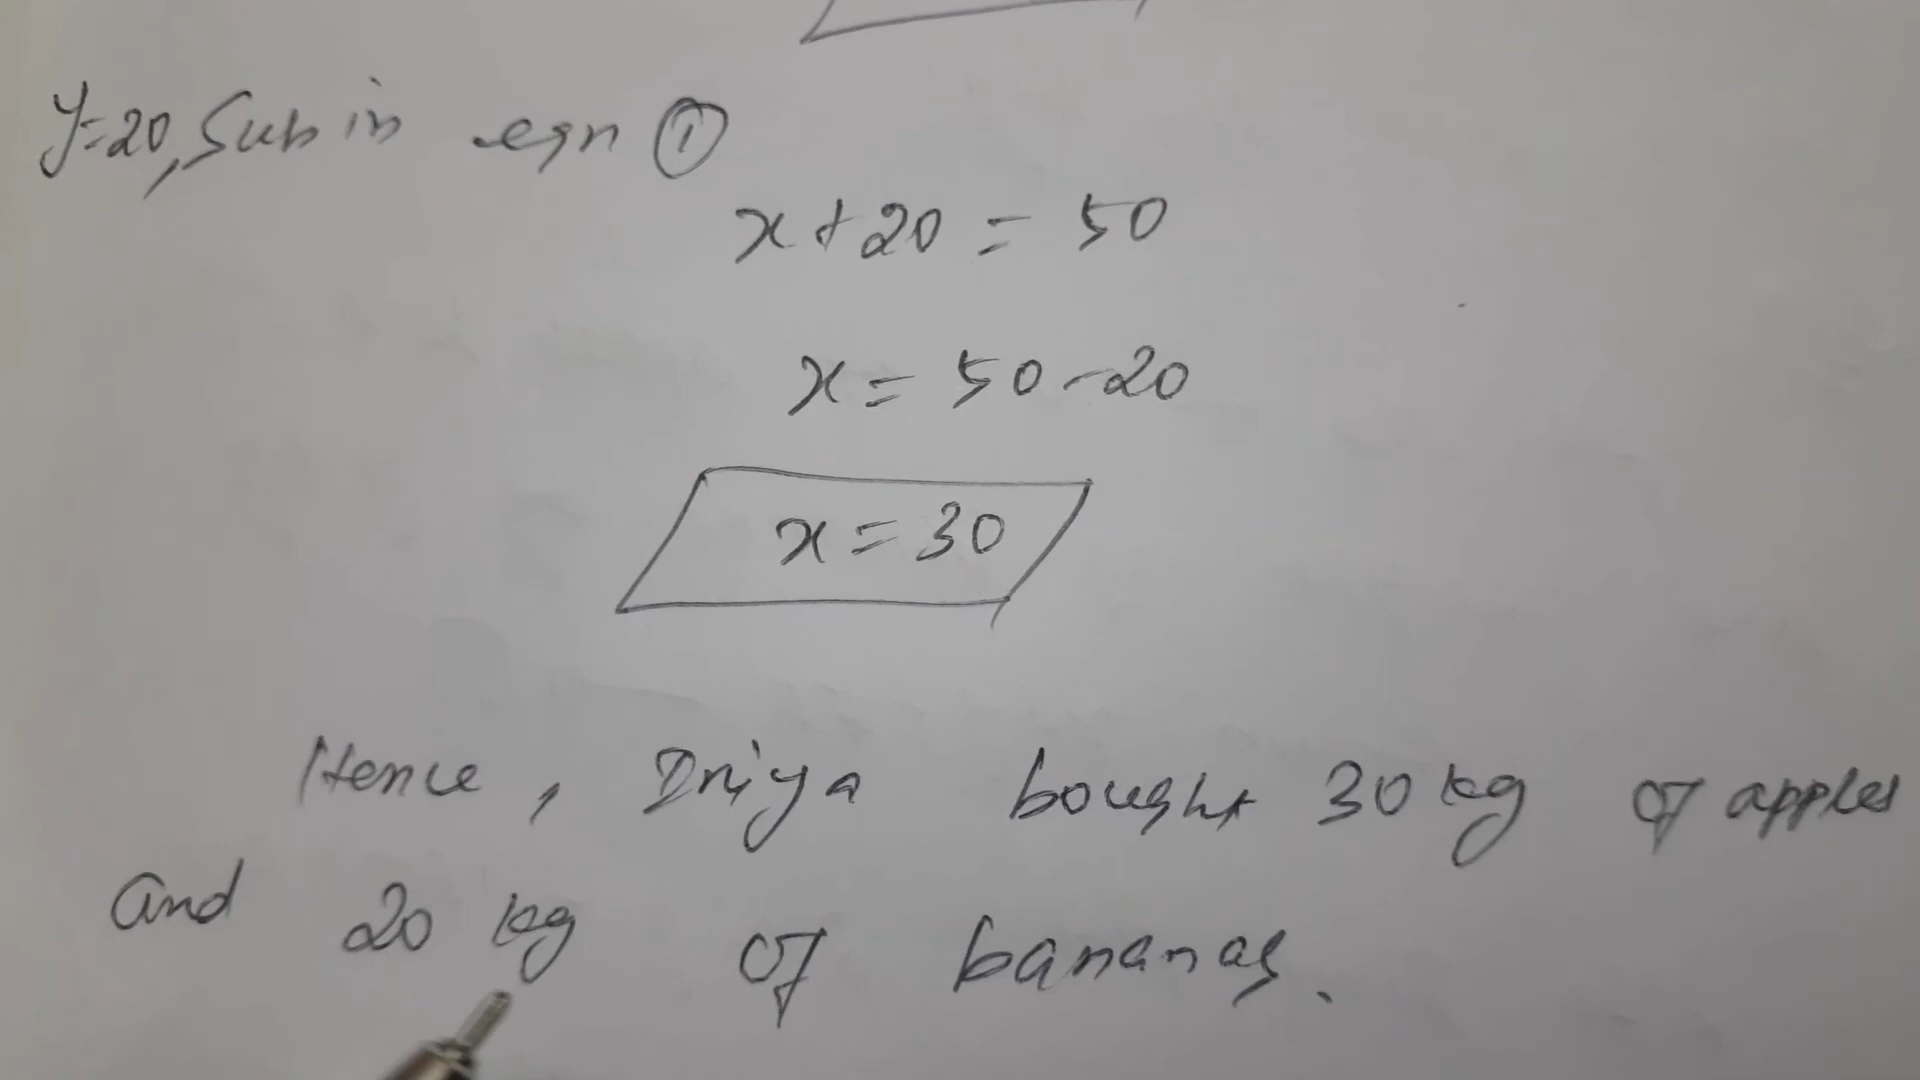 y=20, Sub in eqn ①
x + 20 = 50
x = 50 - 20
x = 30
Hence, Driya bought 30 kg of apples
and 20 kg of bananas.